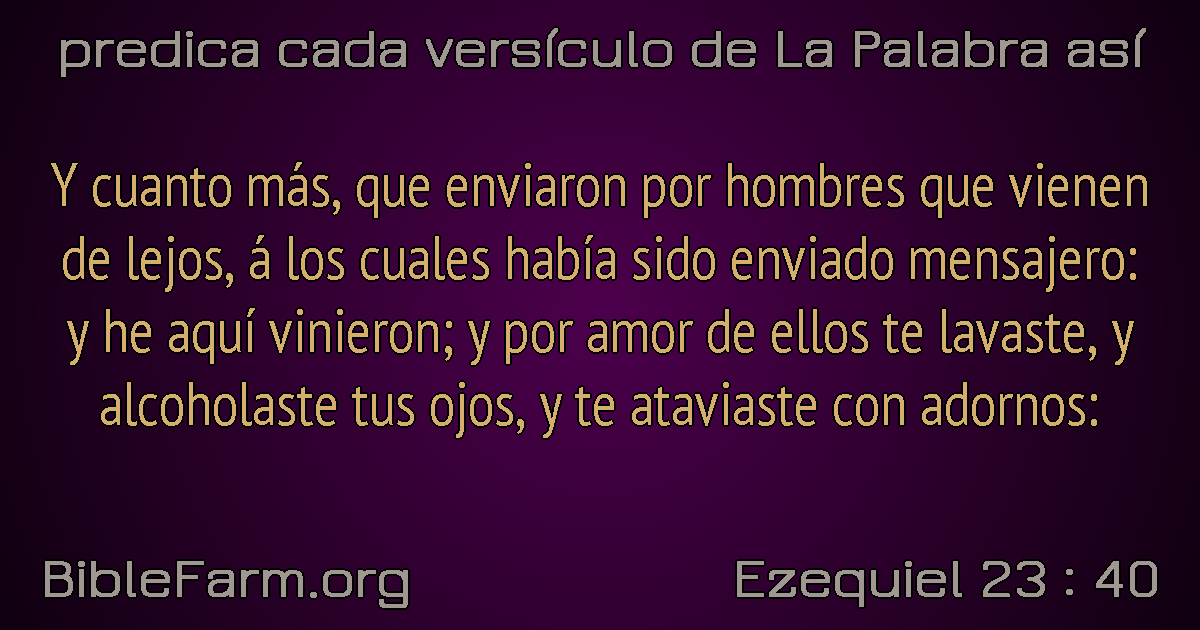 predica cada versículo de La Palabra así
Y cuanto más, que enviaron por hombres que vienen
de lejos, á los cuales había sido enviado mensajero:
y he aquí vinieron; y por amor de ellos te lavaste, y
alcoholaste tus ojos, y te ataviaste con adornos:
BibleFarm.org
Ezequiel 23 : 40